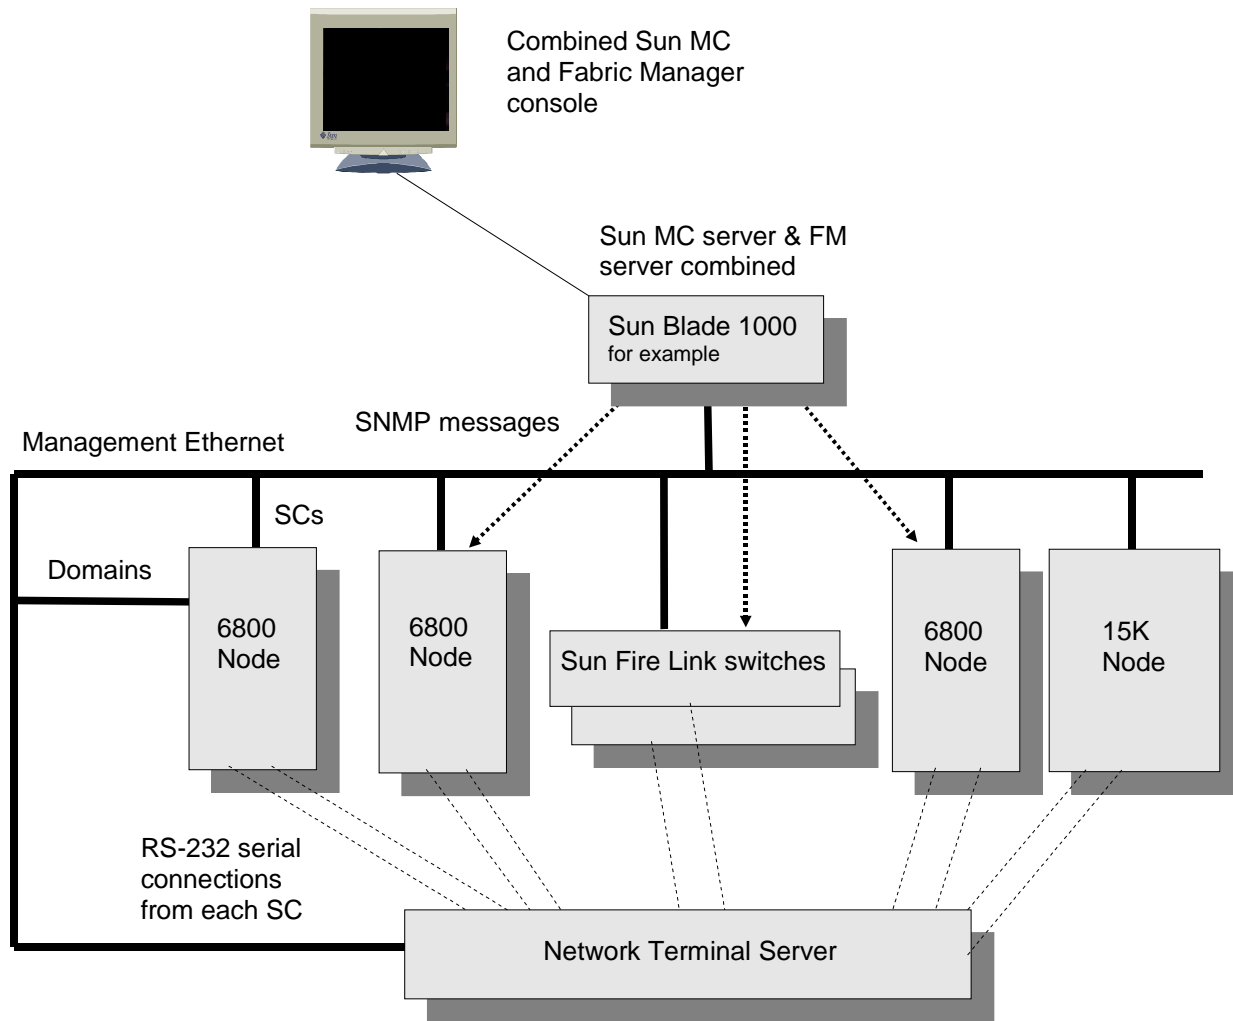 Combined Sun MC
and Fabric Manager
console
Sun
Sun MC server & FM
server combined
Sun Blade 1000
for example
SNMP messages
Management Ethernet
SCs
Domains
6800
Node
6800
Node
Sun Fire Link switches
6800
Node
15K
Node
RS-232 serial
connections
from each SC
Network Terminal Server